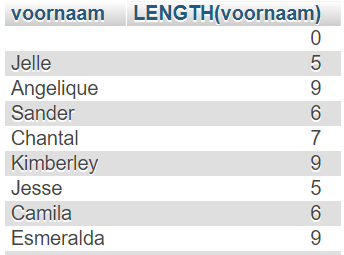 voornaam LENGTH(voornaam)
0
Jelle 5
Angelique 9
Sander 6
Chantal 7
Kimberley 9
Jesse 5
Camila 6
Esmeralda 9